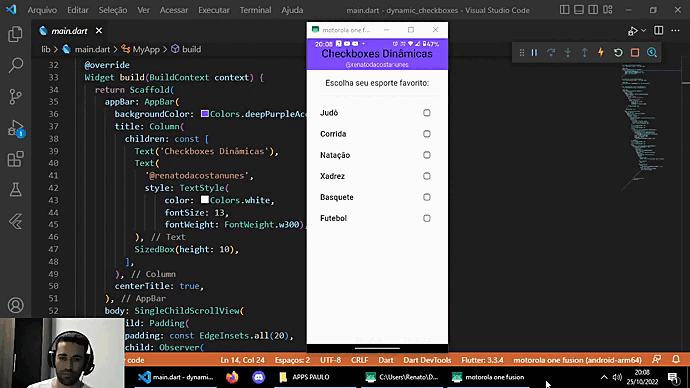 Arquivo Editar Seleção Ver Acessar Executar ... main.dart - dynamic_checkboxes - Visual Studio Code
main.dart
lib > main.dart > MyApp > build
32 @override
33 Widget build(BuildContext context) {
34 return Scaffold(
35 appBar: AppBar(
36 backgroundColor: Colors.deepPurpleAcc
37 title: Column(
38 children: const [
39 Text('Checkboxes Dinâmicas'),
40 Text(
41 '@renatodacostanunes',
42 style: TextStyle(
43 color: Colors.white,
44 fontSize: 13,
45 fontWeight: FontWeight.w300),
46 ), // Text
47 SizedBox(height: 10),
48 ],
49 ), // Column
50 centerTitle: true,
51 ), // AppBar
52 body: SingleChildScrollView(
ild: Padding(
padding: const EdgeInsets.all(20),
child: Observer(
motorola one fu...
20:08 47%
Checkboxes Dinâmicas
@renatodacostanunes
Escolha seu esporte favorito:
Judô
Corrida
Natação
Xadrez
Basquete
Futebol
1
code Ln 14, Col 24 Espaços: 2 UTF-8 CRLF Dart Dart DevTools Flutter: 3.3.4 motorola one fusion (android-arm64)
main.dart - dynami... APPS PAULO C:\Users\Renato\D... motorola one fusion
20:08
25/10/2022